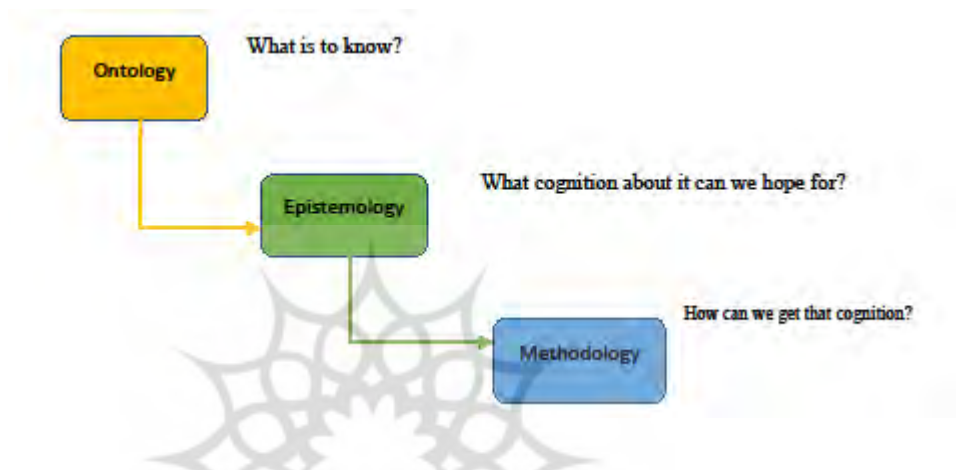 What is to know?
Ontology
What cognition about it can we hope for?
Epistemology
How can we get that cognition?
Methodology